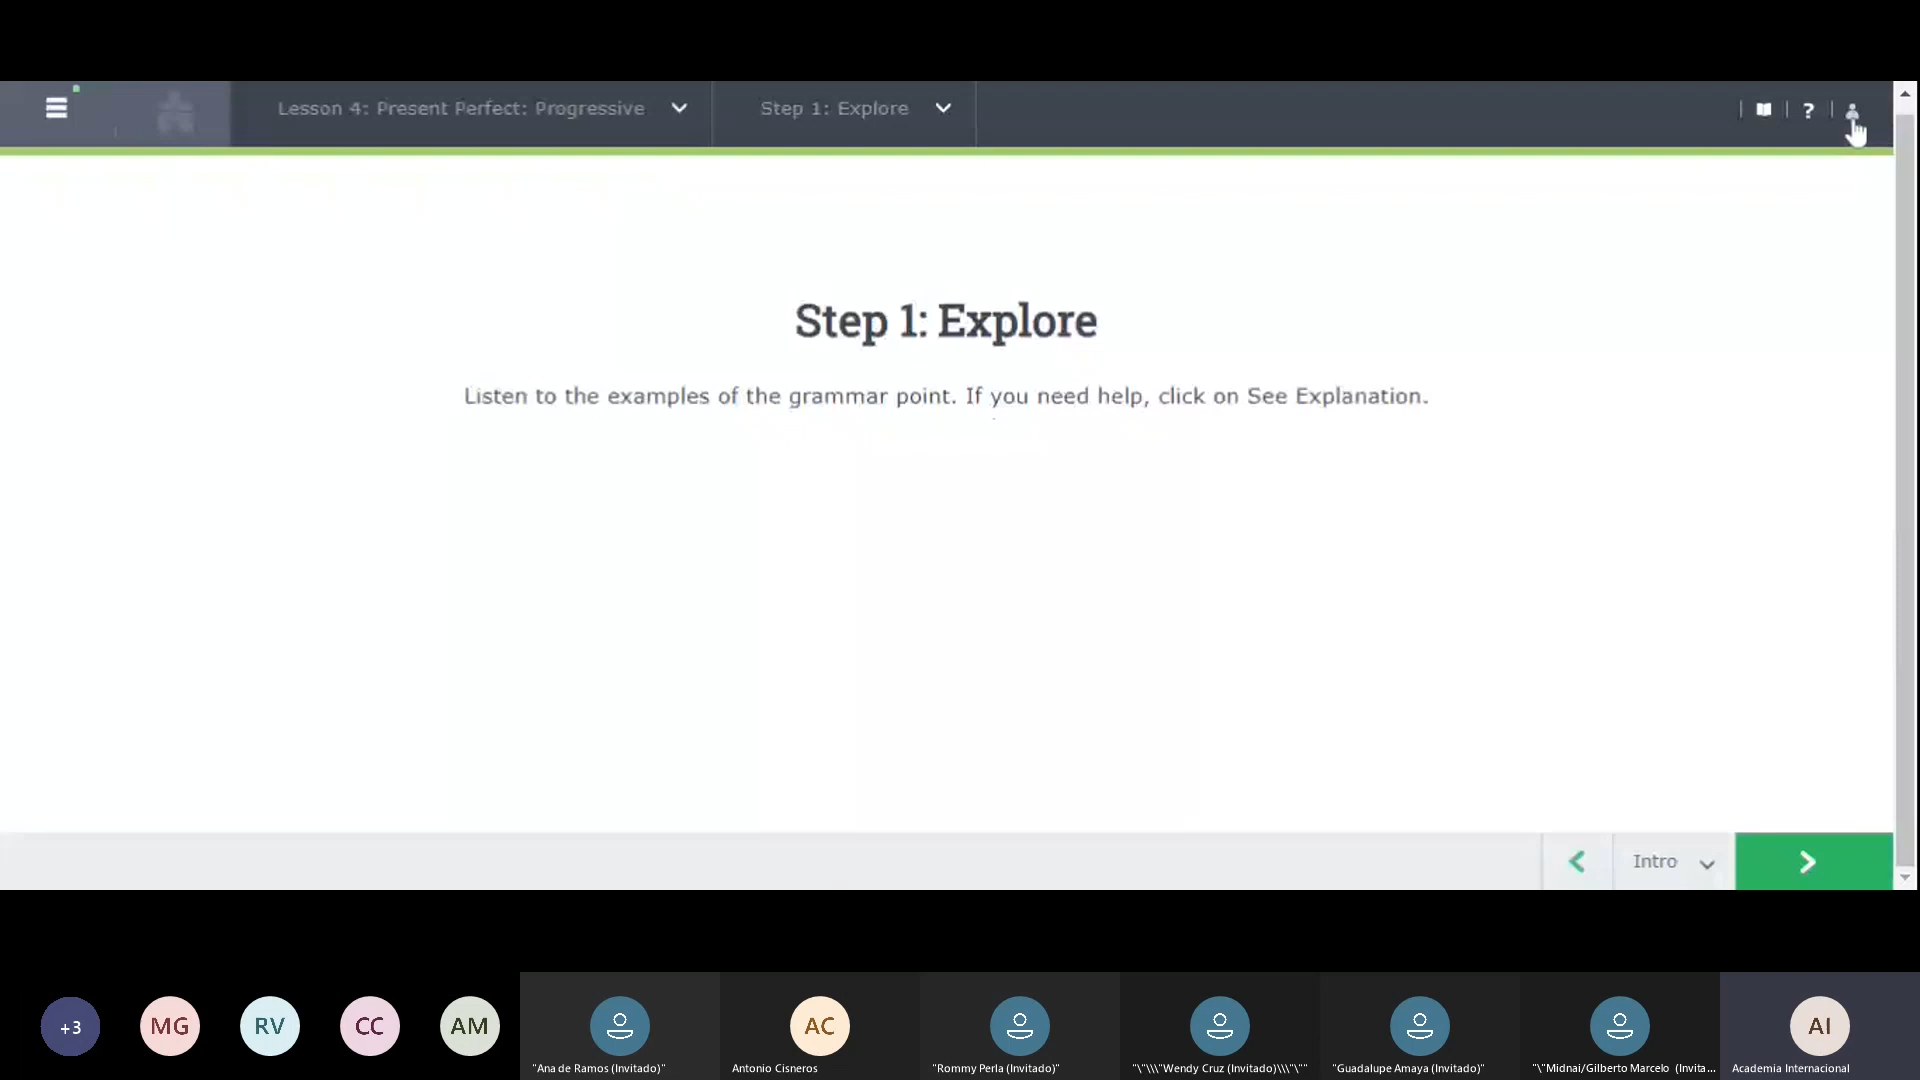 Lesson 4: Present Perfect: Progressive
Step 1: Explore
?
Step 1: Explore
Listen to the examples of the grammar point. If you need help, click on See Explanation.
Intro
+3
MG
RV
CC
AM
AC
AI
"Ana de Ramos (Invitado)"
Antonio Cisneros
"Rommy Perla (Invitado)"
"\"\\\"Wendy Cruz (Invitado)\\\"\""
"Guadalupe Amaya (Invitado)"
"\"Midnai/Gilberto Marcelo (Invita...
Academia Internacional